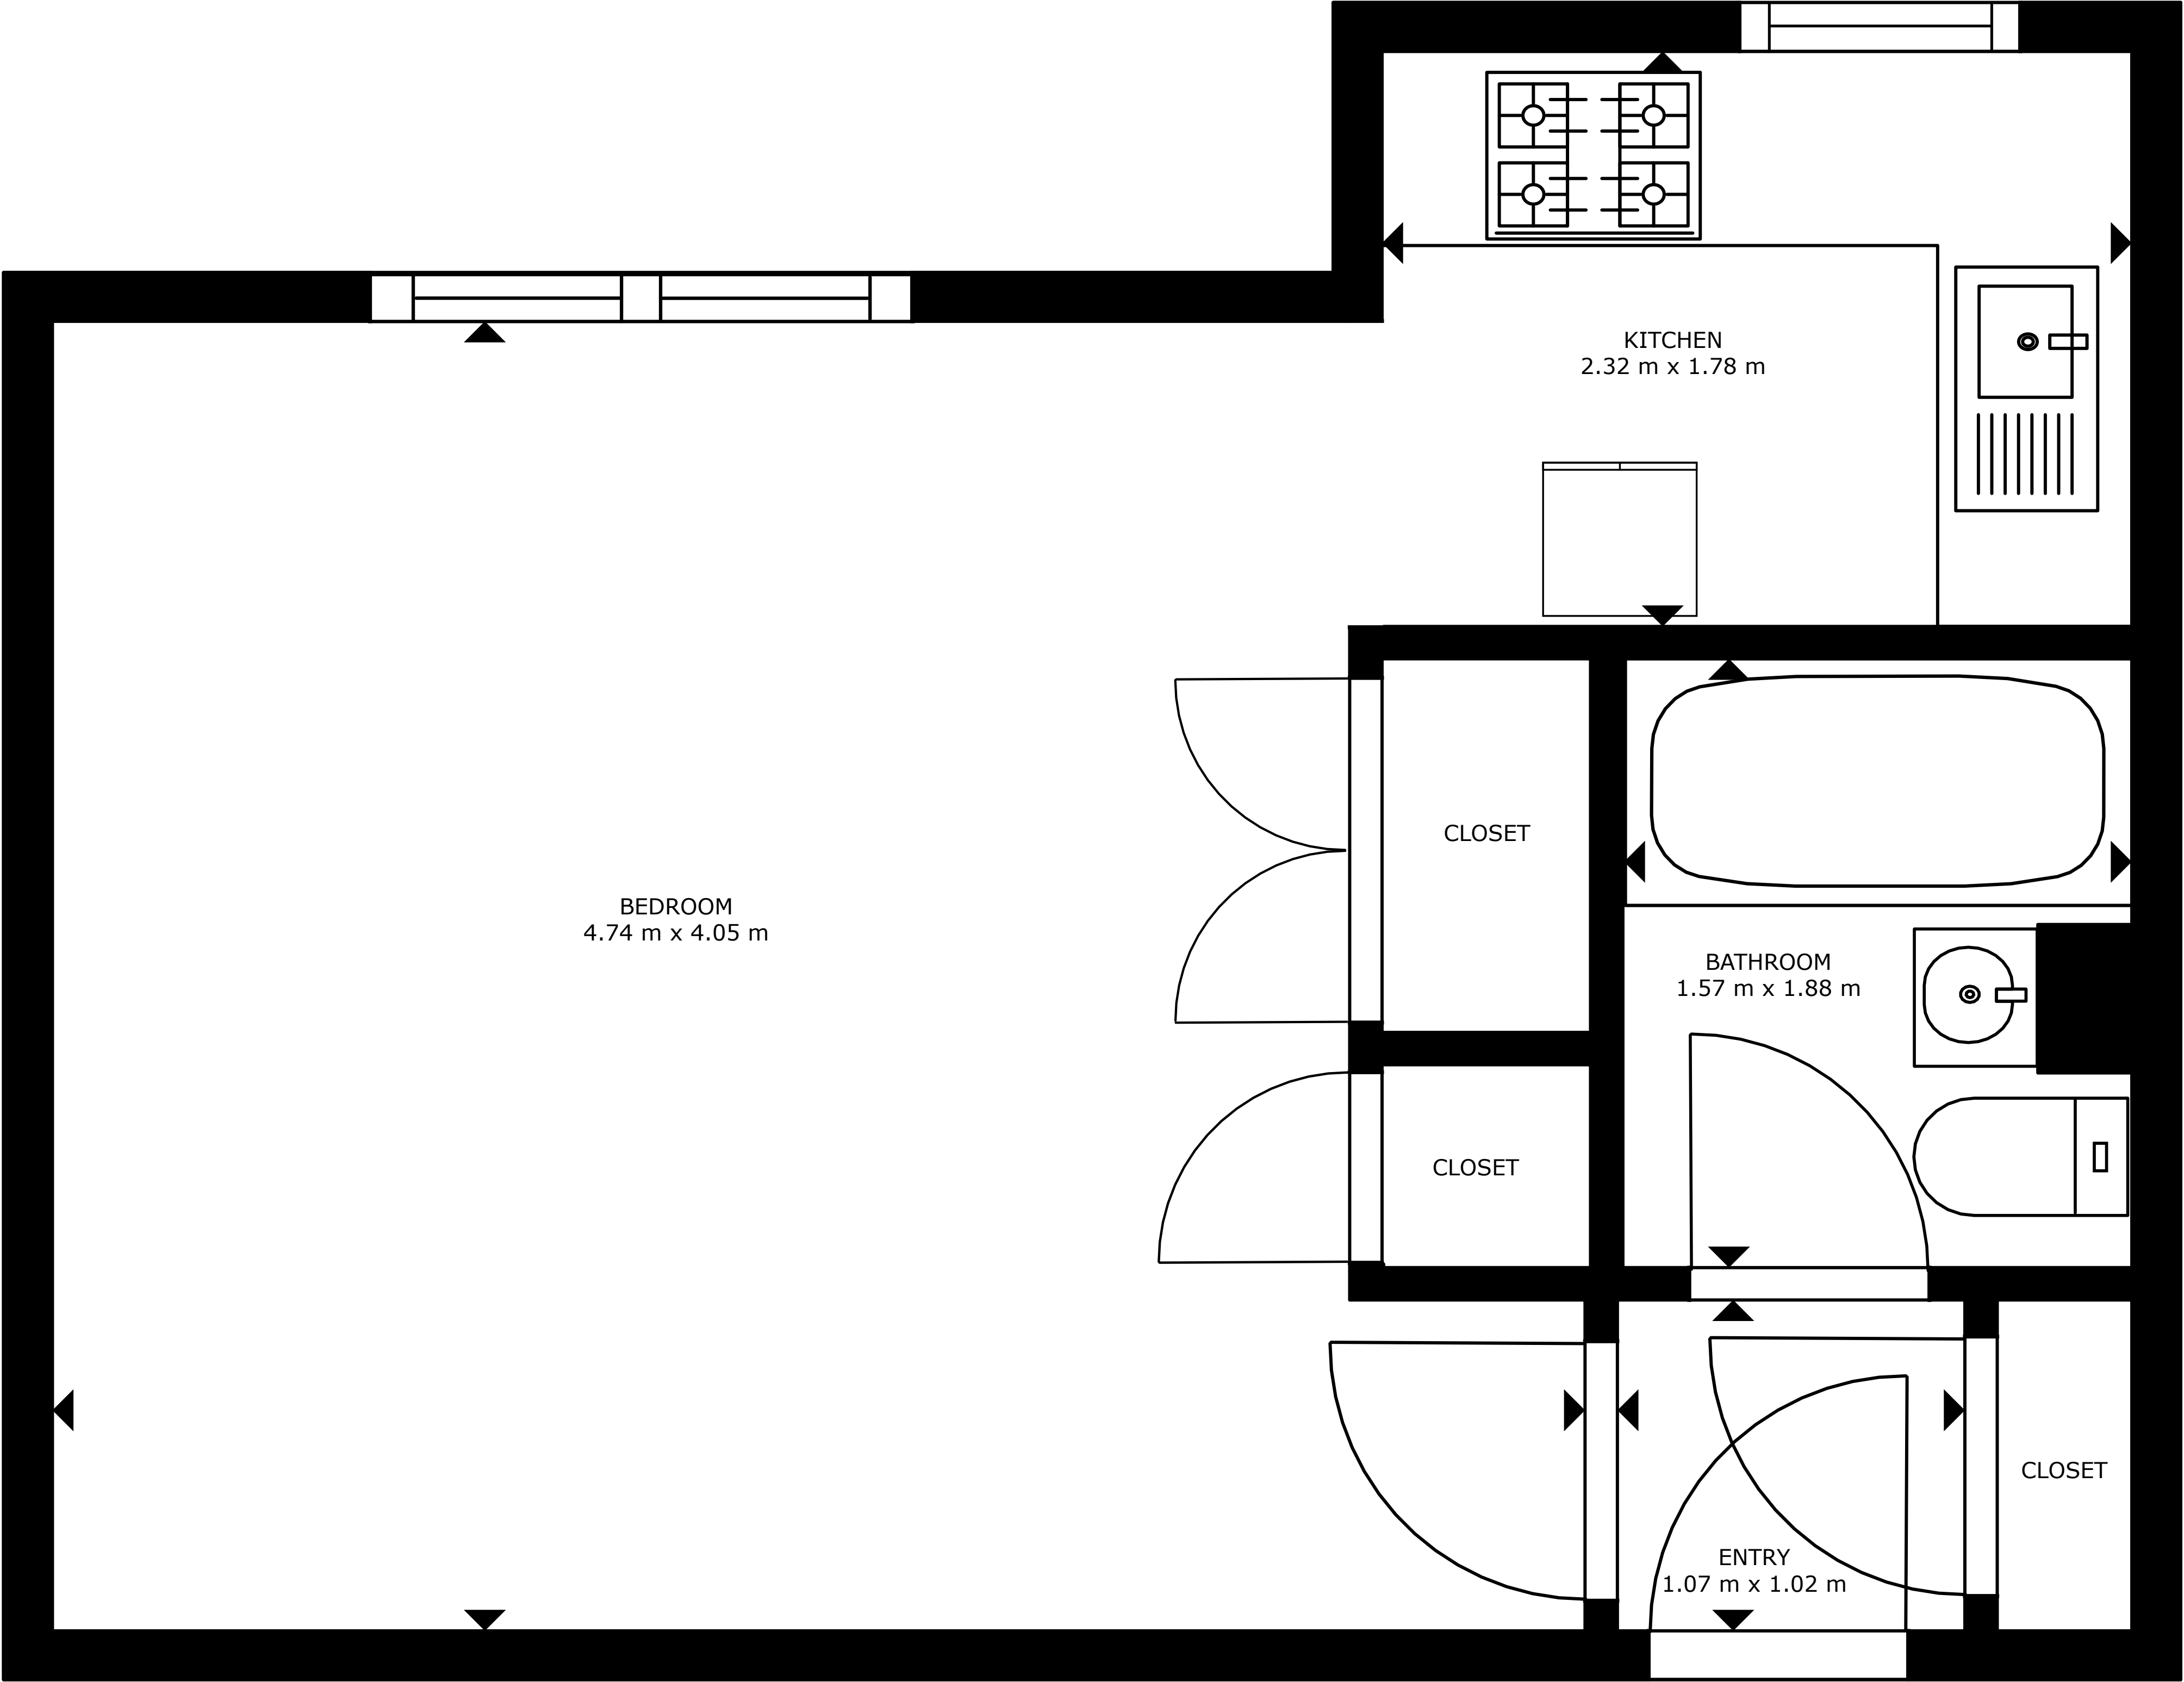 KITCHEN
2.32 m x 1.78 m
CLOSET
BEDROOM
4.74 m x 4.05 m
BATHROOM
1.57 m x 1.88 m
CLOSET
CLOSET
ENTRY
1.07 m x 1.02 m